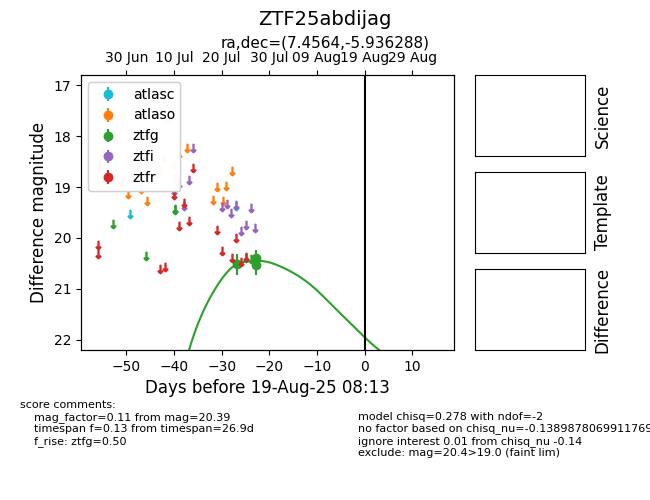 ZTF25abdijag
ra,dec=(7.4564,-5.936288)
30 Jun 10 Jul 20 Jul 30 Jul 09 Aug 19 Aug 29 Aug
17
18
19
20
21
22
Difference magnitude
atlasc
atlaso
ztfg
ztfi
ztfr
−50 −40 −30 −20 −10 0 10
Days before 19-Aug-25 08:13
Science
Template
Difference
score comments:
mag_factor=0.11 from mag=20.39
timespan f=0.13 from timespan=26.9d
f_rise: ztfg=0.50
model chisq=0.278 with ndof=-2
no factor based on chisq_nu=-0.1389878069911769
ignore interest 0.01 from chisq_nu -0.14
exclude: mag=20.4>19.0 (faint lim)